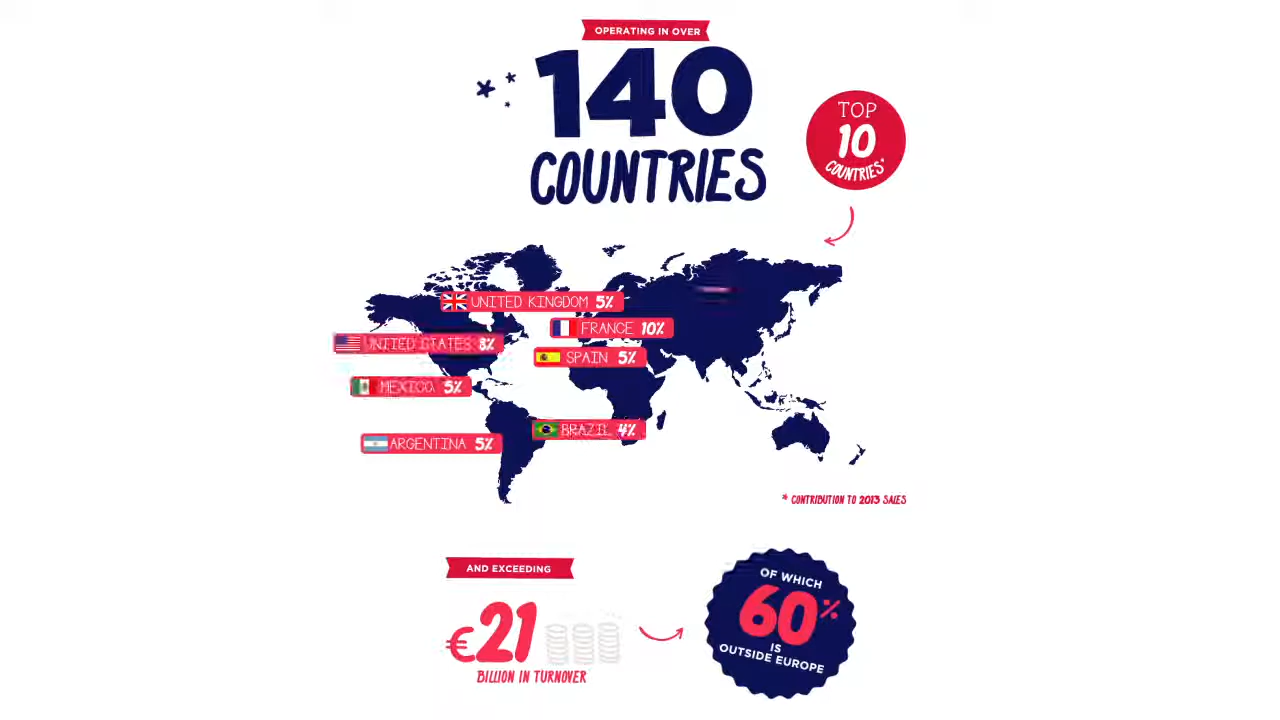 OPERATING IN OVER
140
COUNTRIES
TOP
10
COUNTRIES*
UNITED KINGDOM 5%
FRANCE 10%
UNITED STATES 8%
SPAIN 5%
MEXICO 5%
BRAZIL 4%
ARGENTINA 5%
* CONTRIBUTION TO 2013 SALES
AND EXCEEDING
€21
BILLION IN TURNOVER
OF WHICH
60%
IS
OUTSIDE EUROPE